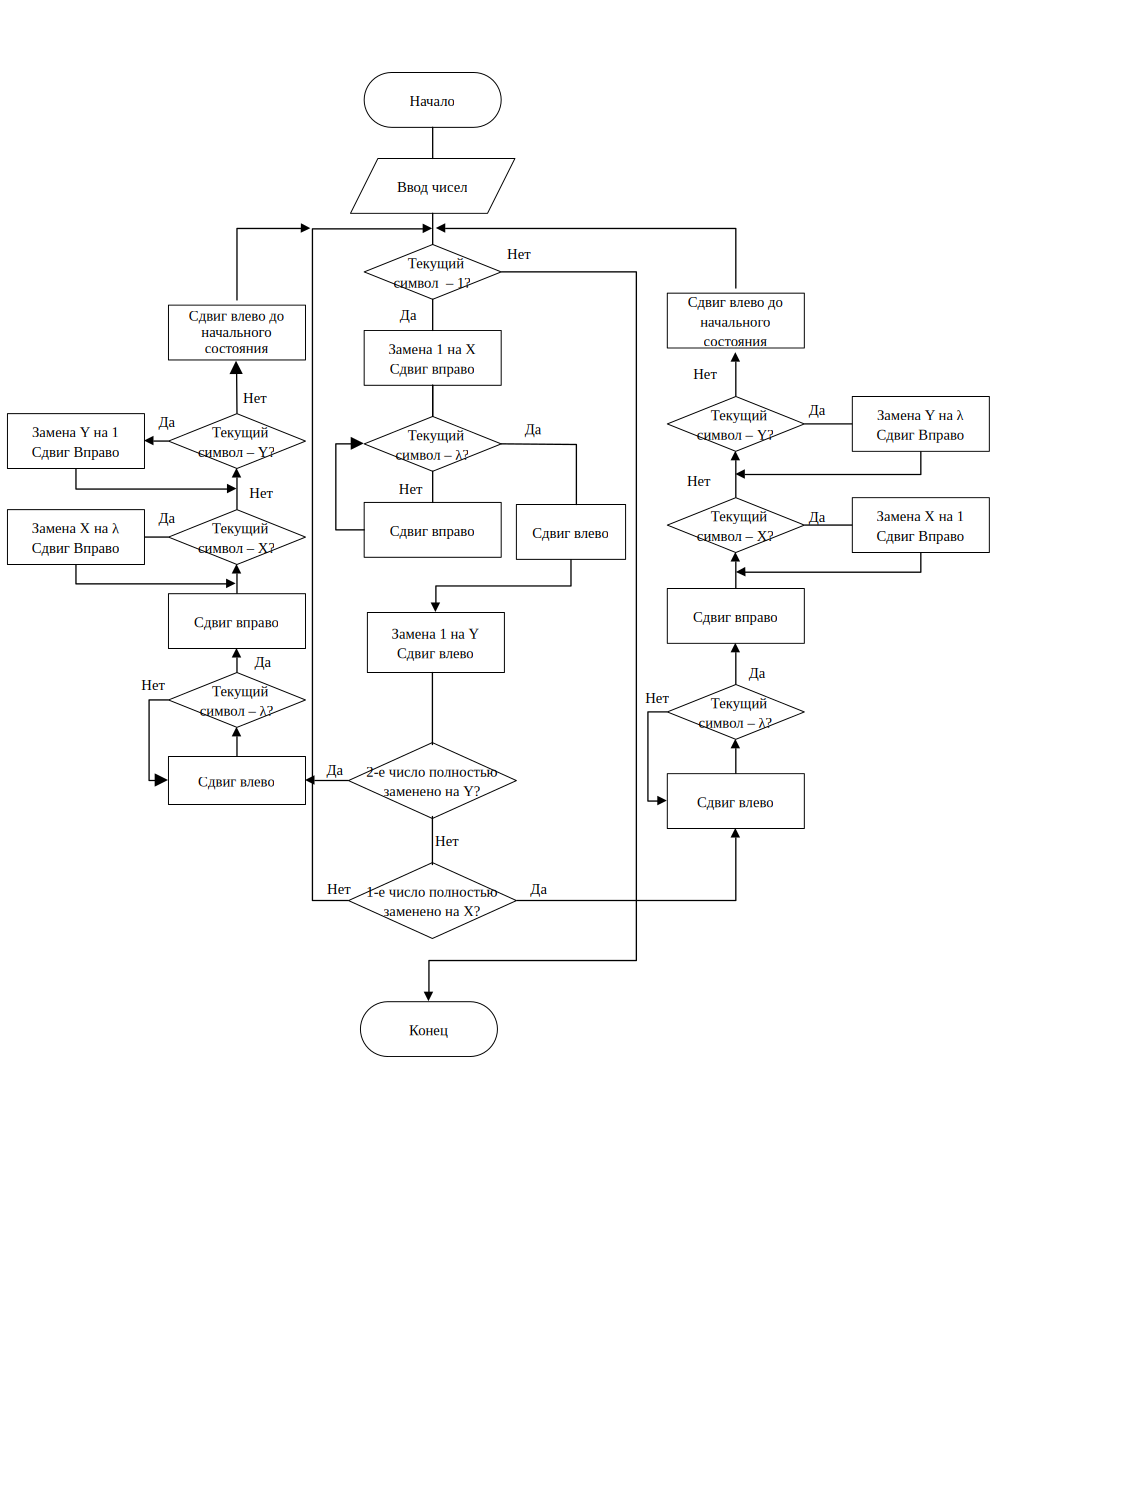 Начало
Ввод чисел
Нет
Текущий
символ – 1?
Да
Замена 1 на X
Сдвиг вправо
Текущий
символ – λ?
Да
Нет
Сдвиг вправо
Сдвиг влево
Замена 1 на Y
Сдвиг влево
2-е число полностью
заменено на Y?
Да
Нет
1-е число полностью
заменено на X?
Нет
Да
Конец
Сдвиг влево до
начального
состояния
Нет
Текущий
символ – Y?
Да
Замена Y на 1
Сдвиг Вправо
Нет
Текущий
символ – X?
Да
Замена X на λ
Сдвиг Вправо
Сдвиг вправо
Да
Нет
Текущий
символ – λ?
Сдвиг влево
Сдвиг влево до
начального
состояния
Нет
Текущий
символ – Y?
Да
Замена Y на λ
Сдвиг Вправо
Нет
Текущий
символ – X?
Да
Замена X на 1
Сдвиг Вправо
Сдвиг вправо
Да
Нет
Текущий
символ – λ?
Сдвиг влево